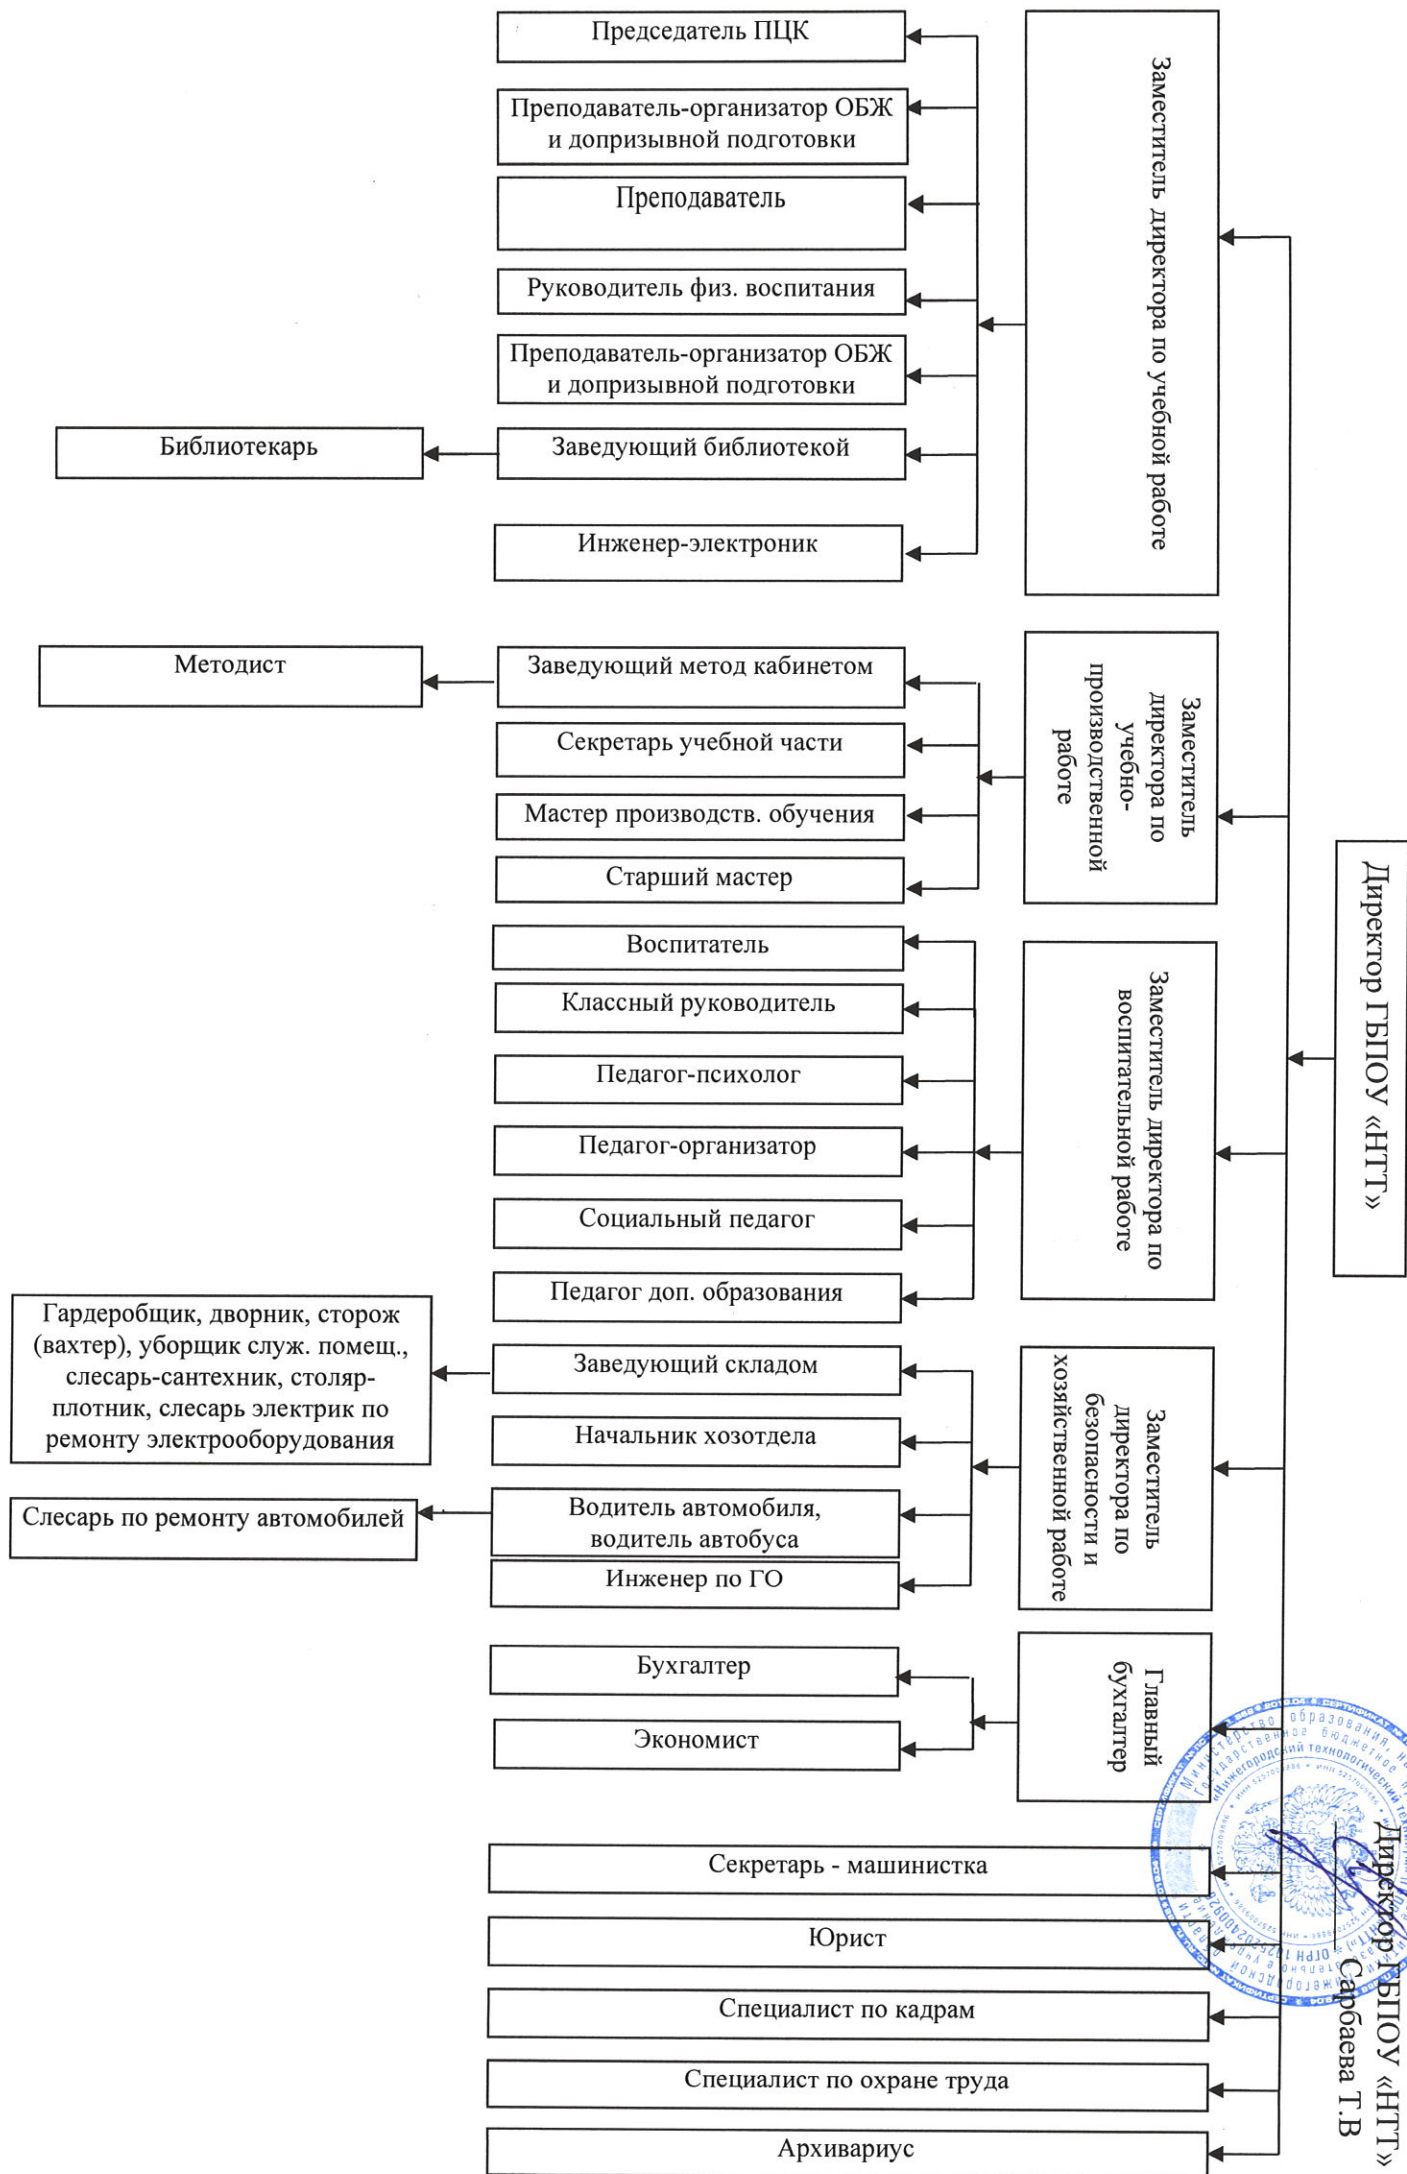 Директор ГБПОУ «НТТ»
Сарбаева Т.В
Директор ГБПОУ «НТТ»
Заместитель директора по учебной работе
Председатель ПЦК
Преподаватель-организатор ОБЖ
и допризывной подготовки
Преподаватель
Руководитель физ. воспитания
Преподаватель-организатор ОБЖ
и допризывной подготовки
Заведующий библиотекой
Библиотекарь
Инженер-электроник
Заместитель
директора по
учебно-
производственной
работе
Заведующий метод кабинетом
Методист
Секретарь учебной части
Мастер производств. обучения
Старший мастер
Заместитель директора по
воспитательной работе
Воспитатель
Классный руководитель
Педагог-психолог
Педагог-организатор
Социальный педагог
Педагог доп. образования
Заместитель
директора по
безопасности и
хозяйственной работе
Заведующий складом
Гардеробщик, дворник, сторож
(вахтер), уборщик служ. помещ.,
слесарь-сантехник, столяр-
плотник, слесарь электрик по
ремонту электрооборудования
Начальник хозотдела
Водитель автомобиля,
водитель автобуса
Слесарь по ремонту автомобилей
Инженер по ГО
Главный
бухгалтер
Бухгалтер
Экономист
Секретарь - машинистка
Юрист
Специалист по кадрам
Специалист по охране труда
Архивариус